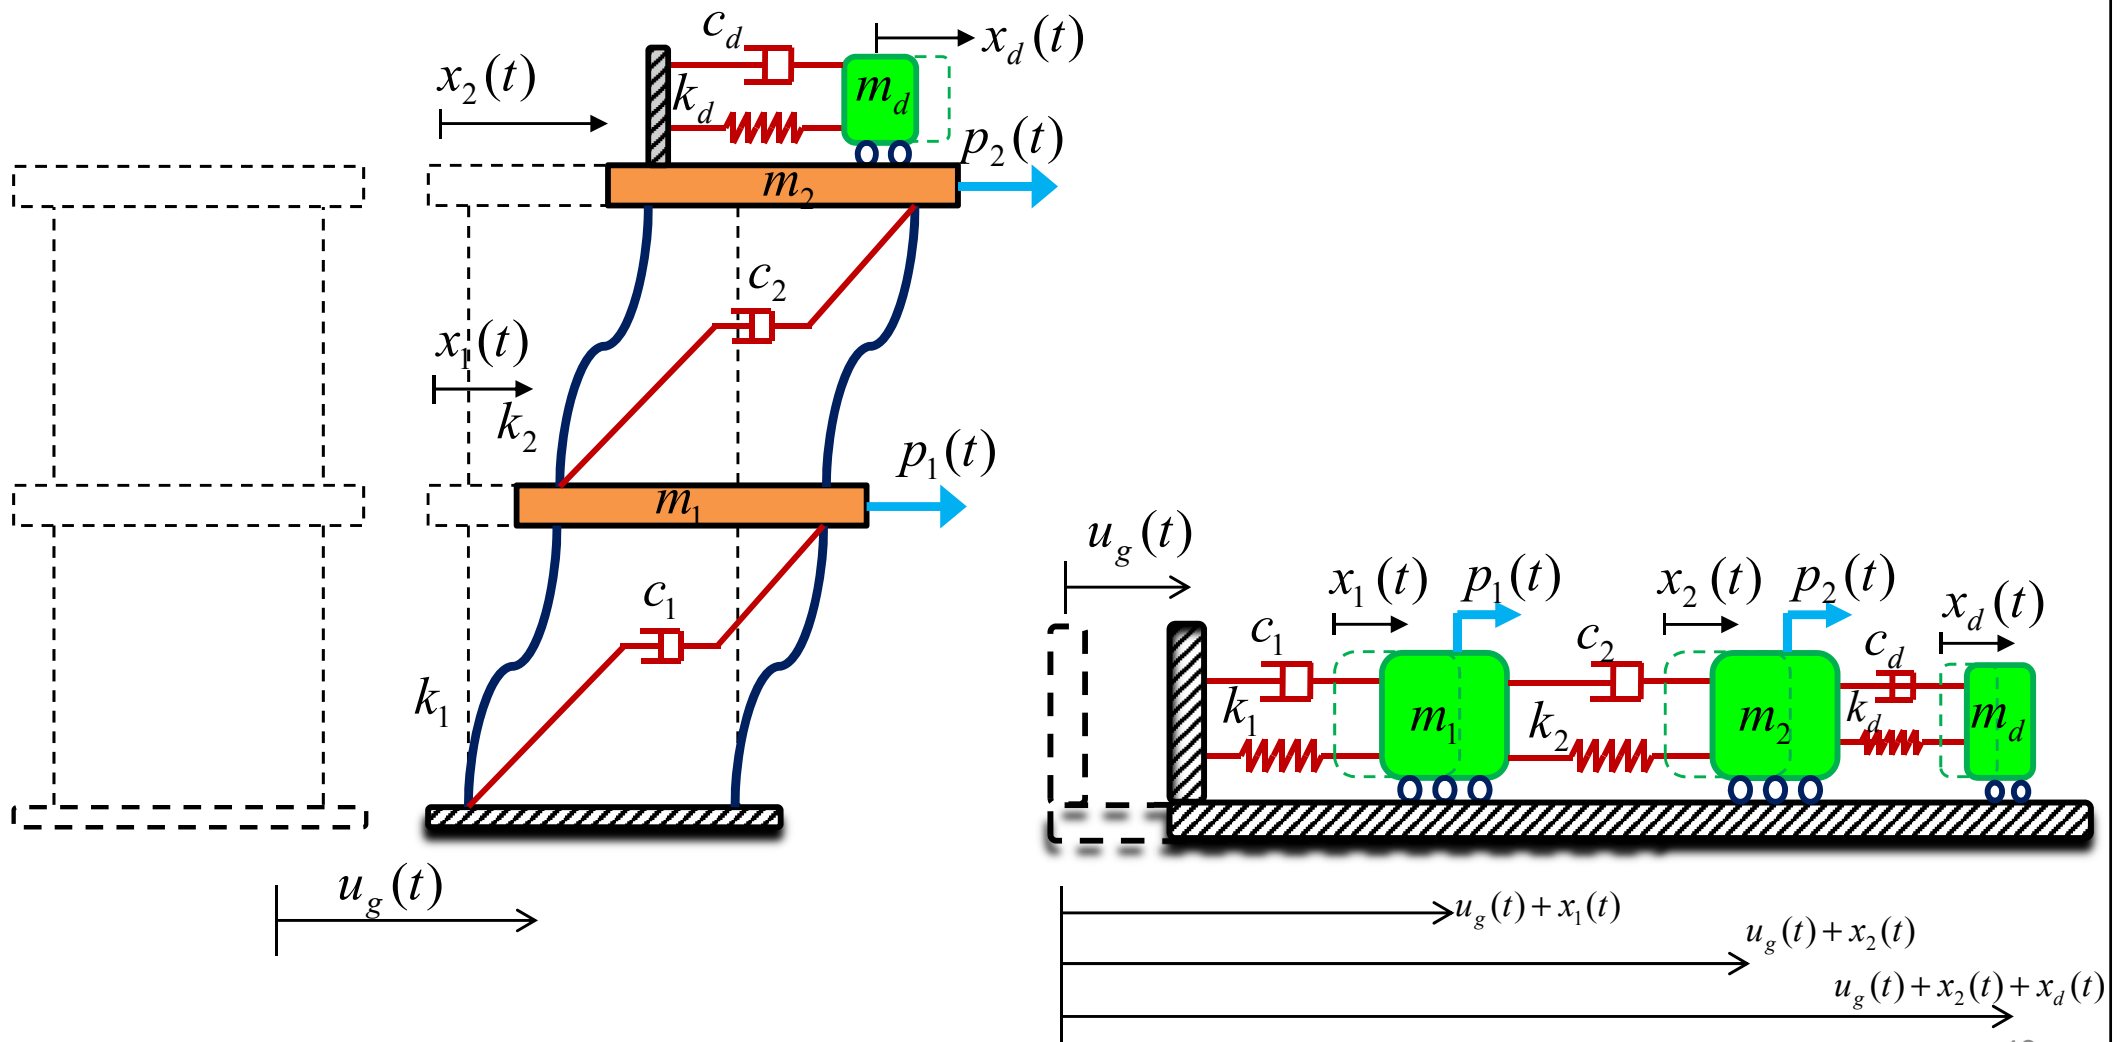 c_d
x_d(t)
x_2(t)
k_d
m_d
p_2(t)
m_2
c_2
x_1(t)
k_2
p_1(t)
m_1
c_1
k_1
u_g(t)
u_g(t)
x_1(t)
p_1(t)
x_2(t)
p_2(t)
x_d(t)
c_1
c_2
c_d
k_1
m_1
k_2
m_2
k_d
m_d
u_g(t)+x_1(t)
u_g(t)+x_2(t)
u_g(t)+x_2(t)+x_d(t)